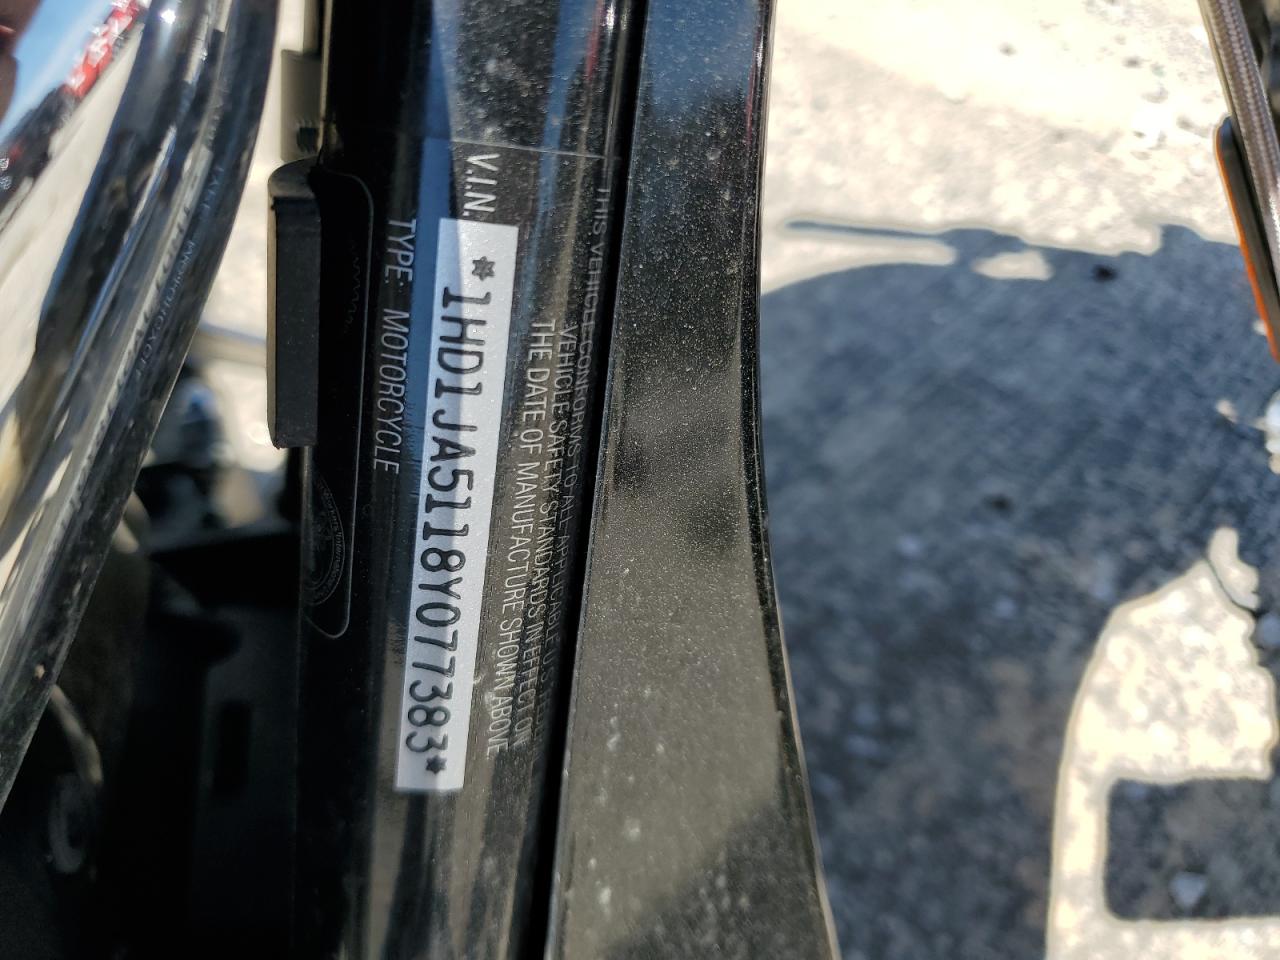 V.I.N.
*1HD1JA5118Y077383*
TYPE: MOTORCYCLE
THIS VEHICLE CONFORMS TO ALL APPLICABLE U.S.
VEHICLE SAFETY STANDARDS IN EFFECT ON
THE DATE OF MANUFACTURE SHOWN ABOVE